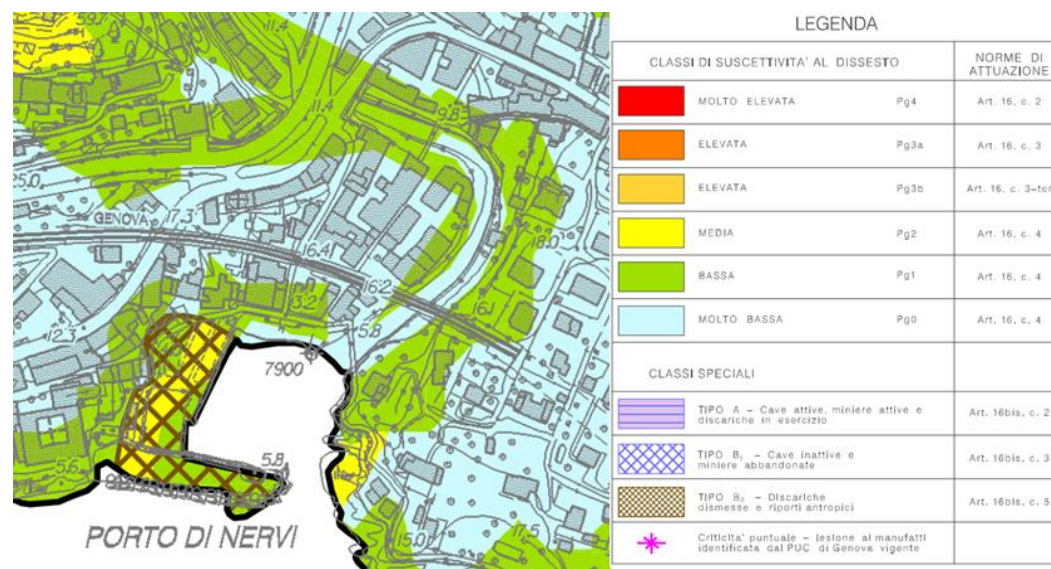 59.
11.4
11.4
9.8
25.0
GENOVA
17.3
16.4
16.2
18.0
3.2
16.1
12.3
5.8
7900
5.6
5.8
PORTO DI NERVI
15.0
17.5
LEGENDA
CLASSI DI SUSCETTIVITA' AL DISSESTO
NORME DI
ATTUAZIONE
MOLTO ELEVATA Pg4 Art. 16, c. 2
ELEVATA Pg3a Art. 16, c. 3
ELEVATA Pg3b Art. 16, c. 3-ter
MEDIA Pg2 Art. 16, c. 4
BASSA Pg1 Art. 16, c. 4
MOLTO BASSA Pg0 Art. 16, c. 4
CLASSI SPECIALI
TIPO A - Cave attive, miniere attive e
discariche in esercizio
Art. 16bis, c. 2
TIPO B1 - Cave inattive e
miniere abbandonate
Art. 16bis, c. 3
TIPO B2 - Discariche
dismesse e riporti antropici
Art. 16bis, c. 5
Criticita' puntuale - lesione ai manufatti
identificata dal PUC di Genova vigente